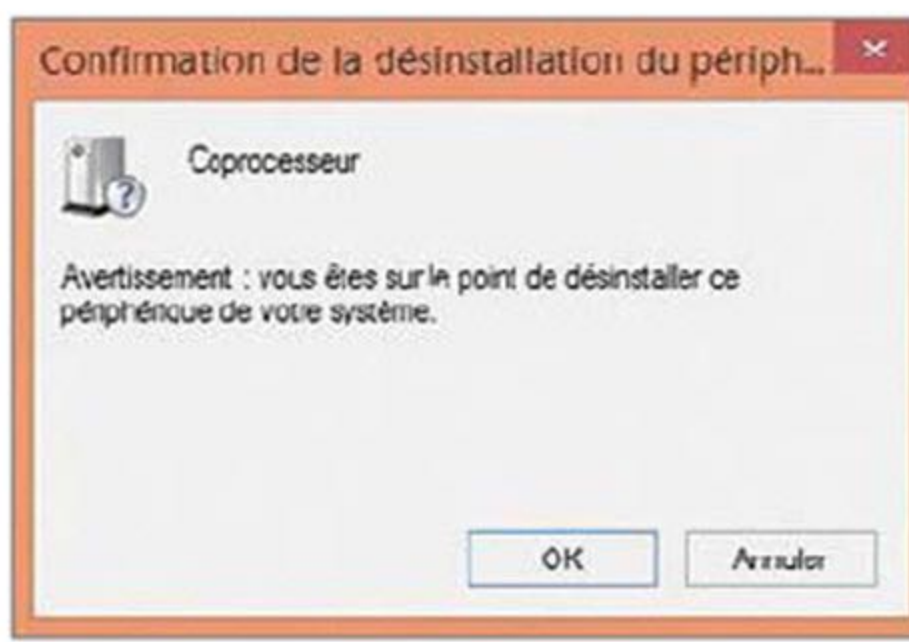 Confirmation de la désinstallation du périph...
Coprocesseur
Avertissement : vous êtes sur le point de désinstaller ce
périphérique de votre système.
OK
Annuler